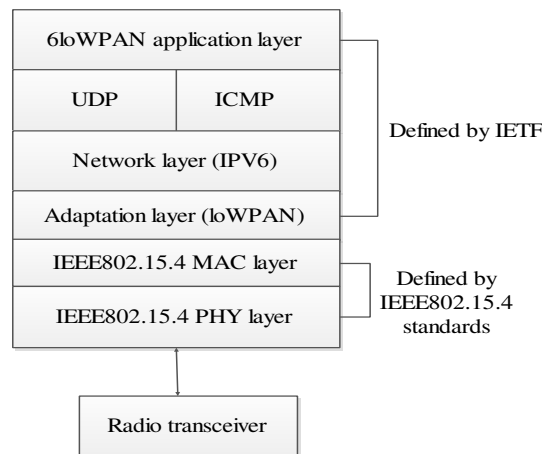 6loWPAN application layer
UDP
ICMP
Defined by IETF
Network layer (IPV6)
Adaptation layer (loWPAN)
IEEE802.15.4 MAC layer
Defined by
IEEE802.15.4
standards
IEEE802.15.4 PHY layer
Radio transceiver